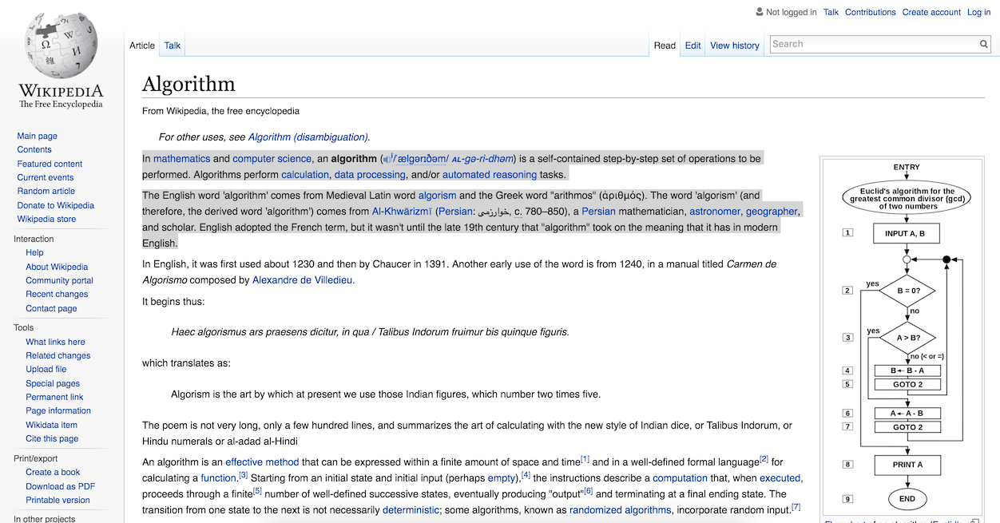 Not logged in Talk Contributions Create account Log in
Article Talk
Read Edit View history
Search
WIKIPEDIA
The Free Encyclopedia
Main page
Contents
Featured content
Current events
Random article
Donate to Wikipedia
Wikipedia store
Interaction
Help
About Wikipedia
Community portal
Recent changes
Contact page
Tools
What links here
Related changes
Upload file
Special pages
Permanent link
Page information
Wikidata item
Cite this page
Print/export
Create a book
Download as PDF
Printable version
In other projects
Algorithm
From Wikipedia, the free encyclopedia
For other uses, see Algorithm (disambiguation).
In mathematics and computer science, an algorithm (i/ˈælɡərɪðəm/ AL-gə-ri-dhəm) is a self-contained step-by-step set of operations to be
performed. Algorithms perform calculation, data processing, and/or automated reasoning tasks.
The English word 'algorithm' comes from Medieval Latin word algorism and the Greek word "arithmos" (ἀριθμός). The word 'algorism' (and
therefore, the derived word 'algorithm') comes from Al-Khwārizmī (Persian: خوارزمی, c. 780–850), a Persian mathematician, astronomer, geographer,
and scholar. English adopted the French term, but it wasn't until the late 19th century that "algorithm" took on the meaning that it has in modern
English.
In English, it was first used about 1230 and then by Chaucer in 1391. Another early use of the word is from 1240, in a manual titled Carmen de
Algorismo composed by Alexandre de Villedieu.
It begins thus:
Haec algorismus ars praesens dicitur, in qua / Talibus Indorum fruimur bis quinque figuris.
which translates as:
Algorism is the art by which at present we use those Indian figures, which number two times five.
The poem is not very long, only a few hundred lines, and summarizes the art of calculating with the new style of Indian dice, or Talibus Indorum, or
Hindu numerals or al-adad al-Hindi
An algorithm is an effective method that can be expressed within a finite amount of space and time[1] and in a well-defined formal language[2] for
calculating a function.[3] Starting from an initial state and initial input (perhaps empty),[4] the instructions describe a computation that, when executed,
proceeds through a finite[5] number of well-defined successive states, eventually producing "output"[6] and terminating at a final ending state. The
transition from one state to the next is not necessarily deterministic; some algorithms, known as randomized algorithms, incorporate random input.[7]
ENTRY
Euclid's algorithm for the
greatest common divisor (gcd)
of two numbers
1 INPUT A, B
yes
2 B = 0?
no
yes
3 A > B?
no (< or =)
4 B ← B - A
5 GOTO 2
6 A ← A - B
7 GOTO 2
8 PRINT A
9 END